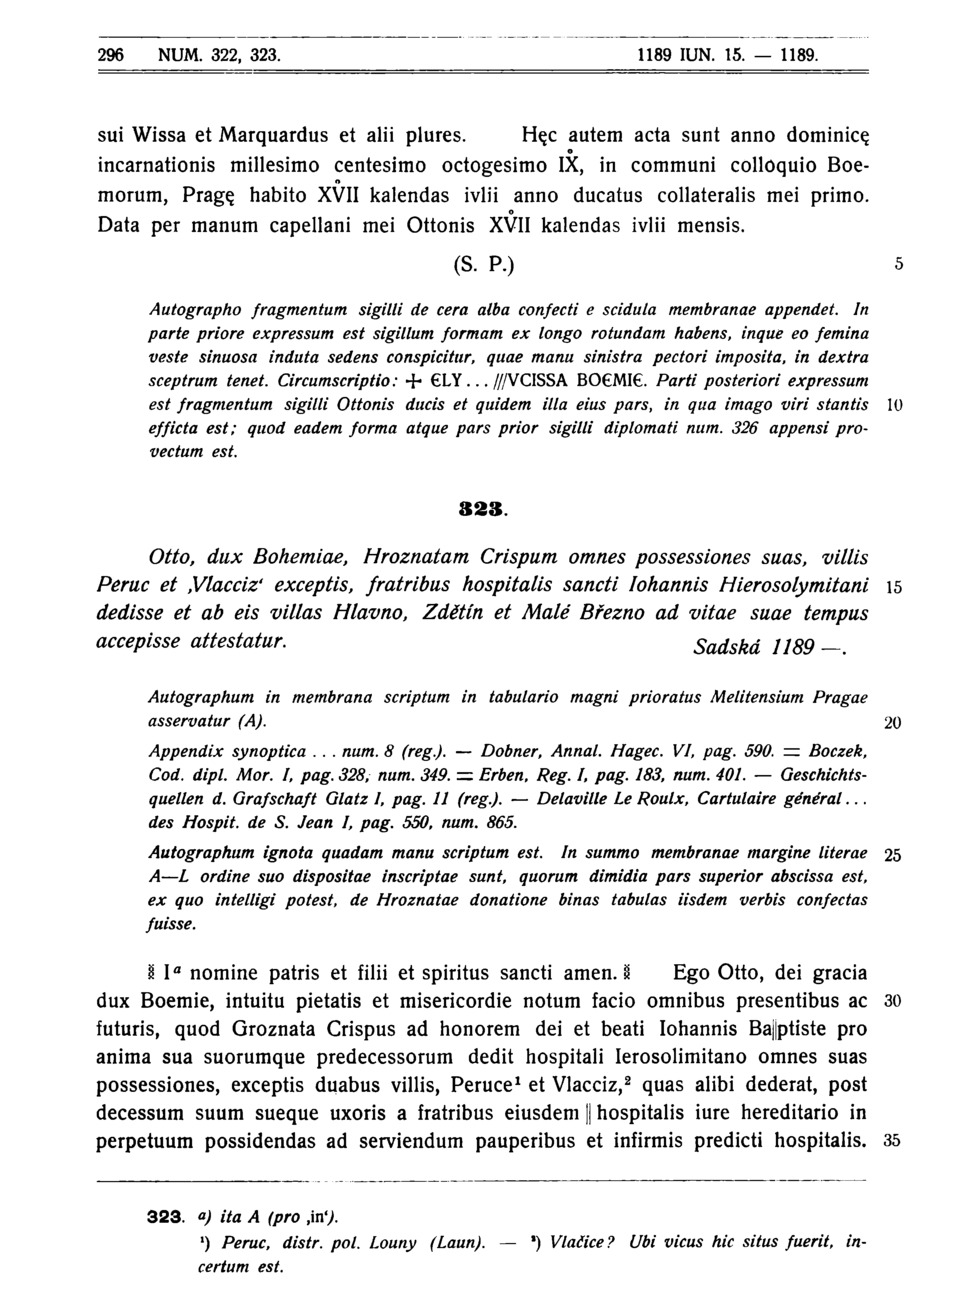 296 NUM. 322, 323. 1189 IUN. 15. — 1189.
sui Wissa et Marquardus et alii plures. Hęc autem acta sunt anno dominicę
incarnationis millesimo centesimo octogesimo IX̊, in communi colloquio Boe-
morum, Pragę habito XV̊II kalendas ivlii anno ducatus collateralis mei primo.
Data per manum capellani mei Ottonis XV̊II kalendas ivlii mensis.
(S. P.) 5
Autographo fragmentum sigilli de cera alba confecti e scidula membranae appendet. In
parte priore expressum est sigillum formam ex longo rotundam habens, inque eo femina
veste sinuosa induta sedens conspicitur, quae manu sinistra pectori imposita, in dextra
sceptrum tenet. Circumscriptio: + ЄLY...///VCISSA BOЄMIЄ. Parti posteriori expressum
est fragmentum sigilli Ottonis ducis et quidem illa eius pars, in qua imago viri stantis 10
efficta est; quod eadem forma atque pars prior sigilli diplomati num. 326 appensi pro-
vectum est.
323.
Otto, dux Bohemiae, Hroznatam Crispum omnes possessiones suas, villis
Peruc et ‚Vlacciz‘ exceptis, fratribus hospitalis sancti Iohannis Hierosolymitani 15
dedisse et ab eis villas Hlavno, Zdětín et Malé Březno ad vitae suae tempus
accepisse attestatur. Sadská 1189 —.
Autographum in membrana scriptum in tabulario magni prioratus Melitensium Pragae
asservatur (A). 20
Appendix synoptica ... num. 8 (reg.). — Dobner, Annal. Hagec. VI, pag. 590. = Boczek,
Cod. dipl. Mor. I, pag. 328, num. 349. = Erben, Reg. I, pag. 183, num. 401. — Geschichts-
quellen d. Grafschaft Glatz I, pag. 11 (reg.). — Delaville Le Roulx, Cartulaire général...
des Hospit. de S. Jean I, pag. 550, num. 865.
Autographum ignota quadam manu scriptum est. In summo membranae margine literae 25
A—L ordine suo dispositae inscriptae sunt, quorum dimidia pars superior abscissa est,
ex quo intelligi potest, de Hroznatae donatione binas tabulas iisdem verbis confectas
fuisse.
⁞ Iᵃ nomine patris et filii et spiritus sancti amen. ⁞ Ego Otto, dei gracia
dux Boemie, intuitu pietatis et misericordie notum facio omnibus presentibus ac 30
futuris, quod Groznata Crispus ad honorem dei et beati Iohannis Ba||ptiste pro
anima sua suorumque predecessorum dedit hospitali Ierosolimitano omnes suas
possessiones, exceptis duabus villis, Peruce¹ et Vlacciz,² quas alibi dederat, post
decessum suum sueque uxoris a fratribus eiusdem || hospitalis iure hereditario in
perpetuum possidendas ad serviendum pauperibus et infirmis predicti hospitalis. 35
323. a) ita A (pro ‚in‘).
¹) Peruc, distr. pol. Louny (Laun). — ²) Vlačice? Ubi vicus hic situs fuerit, in-
certum est.